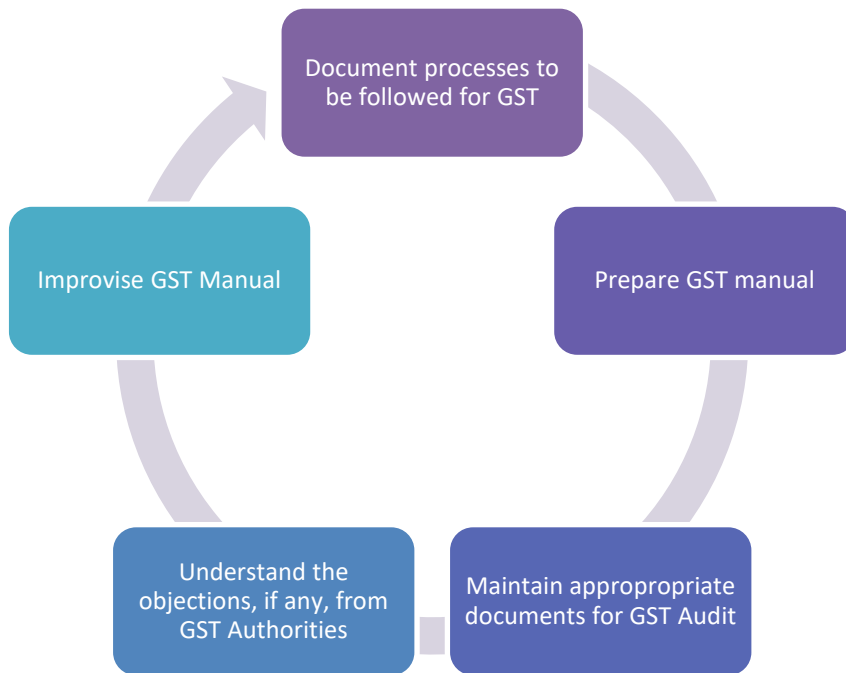 Document processes to
be followed for GST
Prepare GST manual
Maintain appropropriate
documents for GST Audit
Understand the
objections, if any, from
GST Authorities
Improvise GST Manual